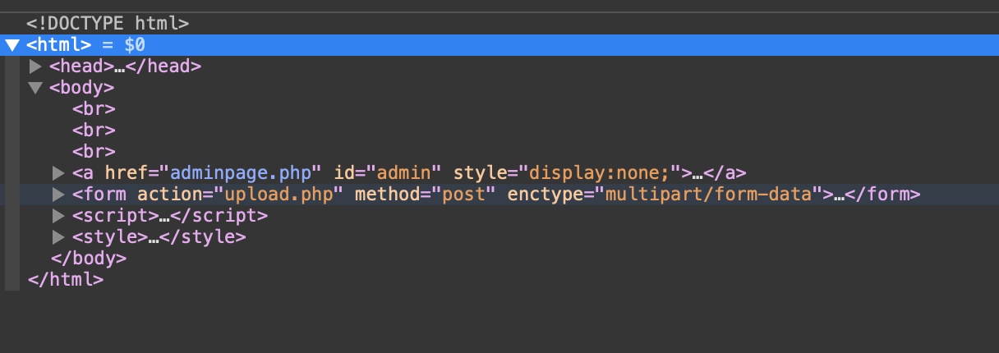 <!DOCTYPE html>
<html> = $0
<head>…</head>
<body>
<br>
<br>
<br>
<a href="adminpage.php" id="admin" style="display:none;">…</a>
<form action="upload.php" method="post" enctype="multipart/form-data">…</form>
<script>…</script>
<style>…</style>
</body>
</html>